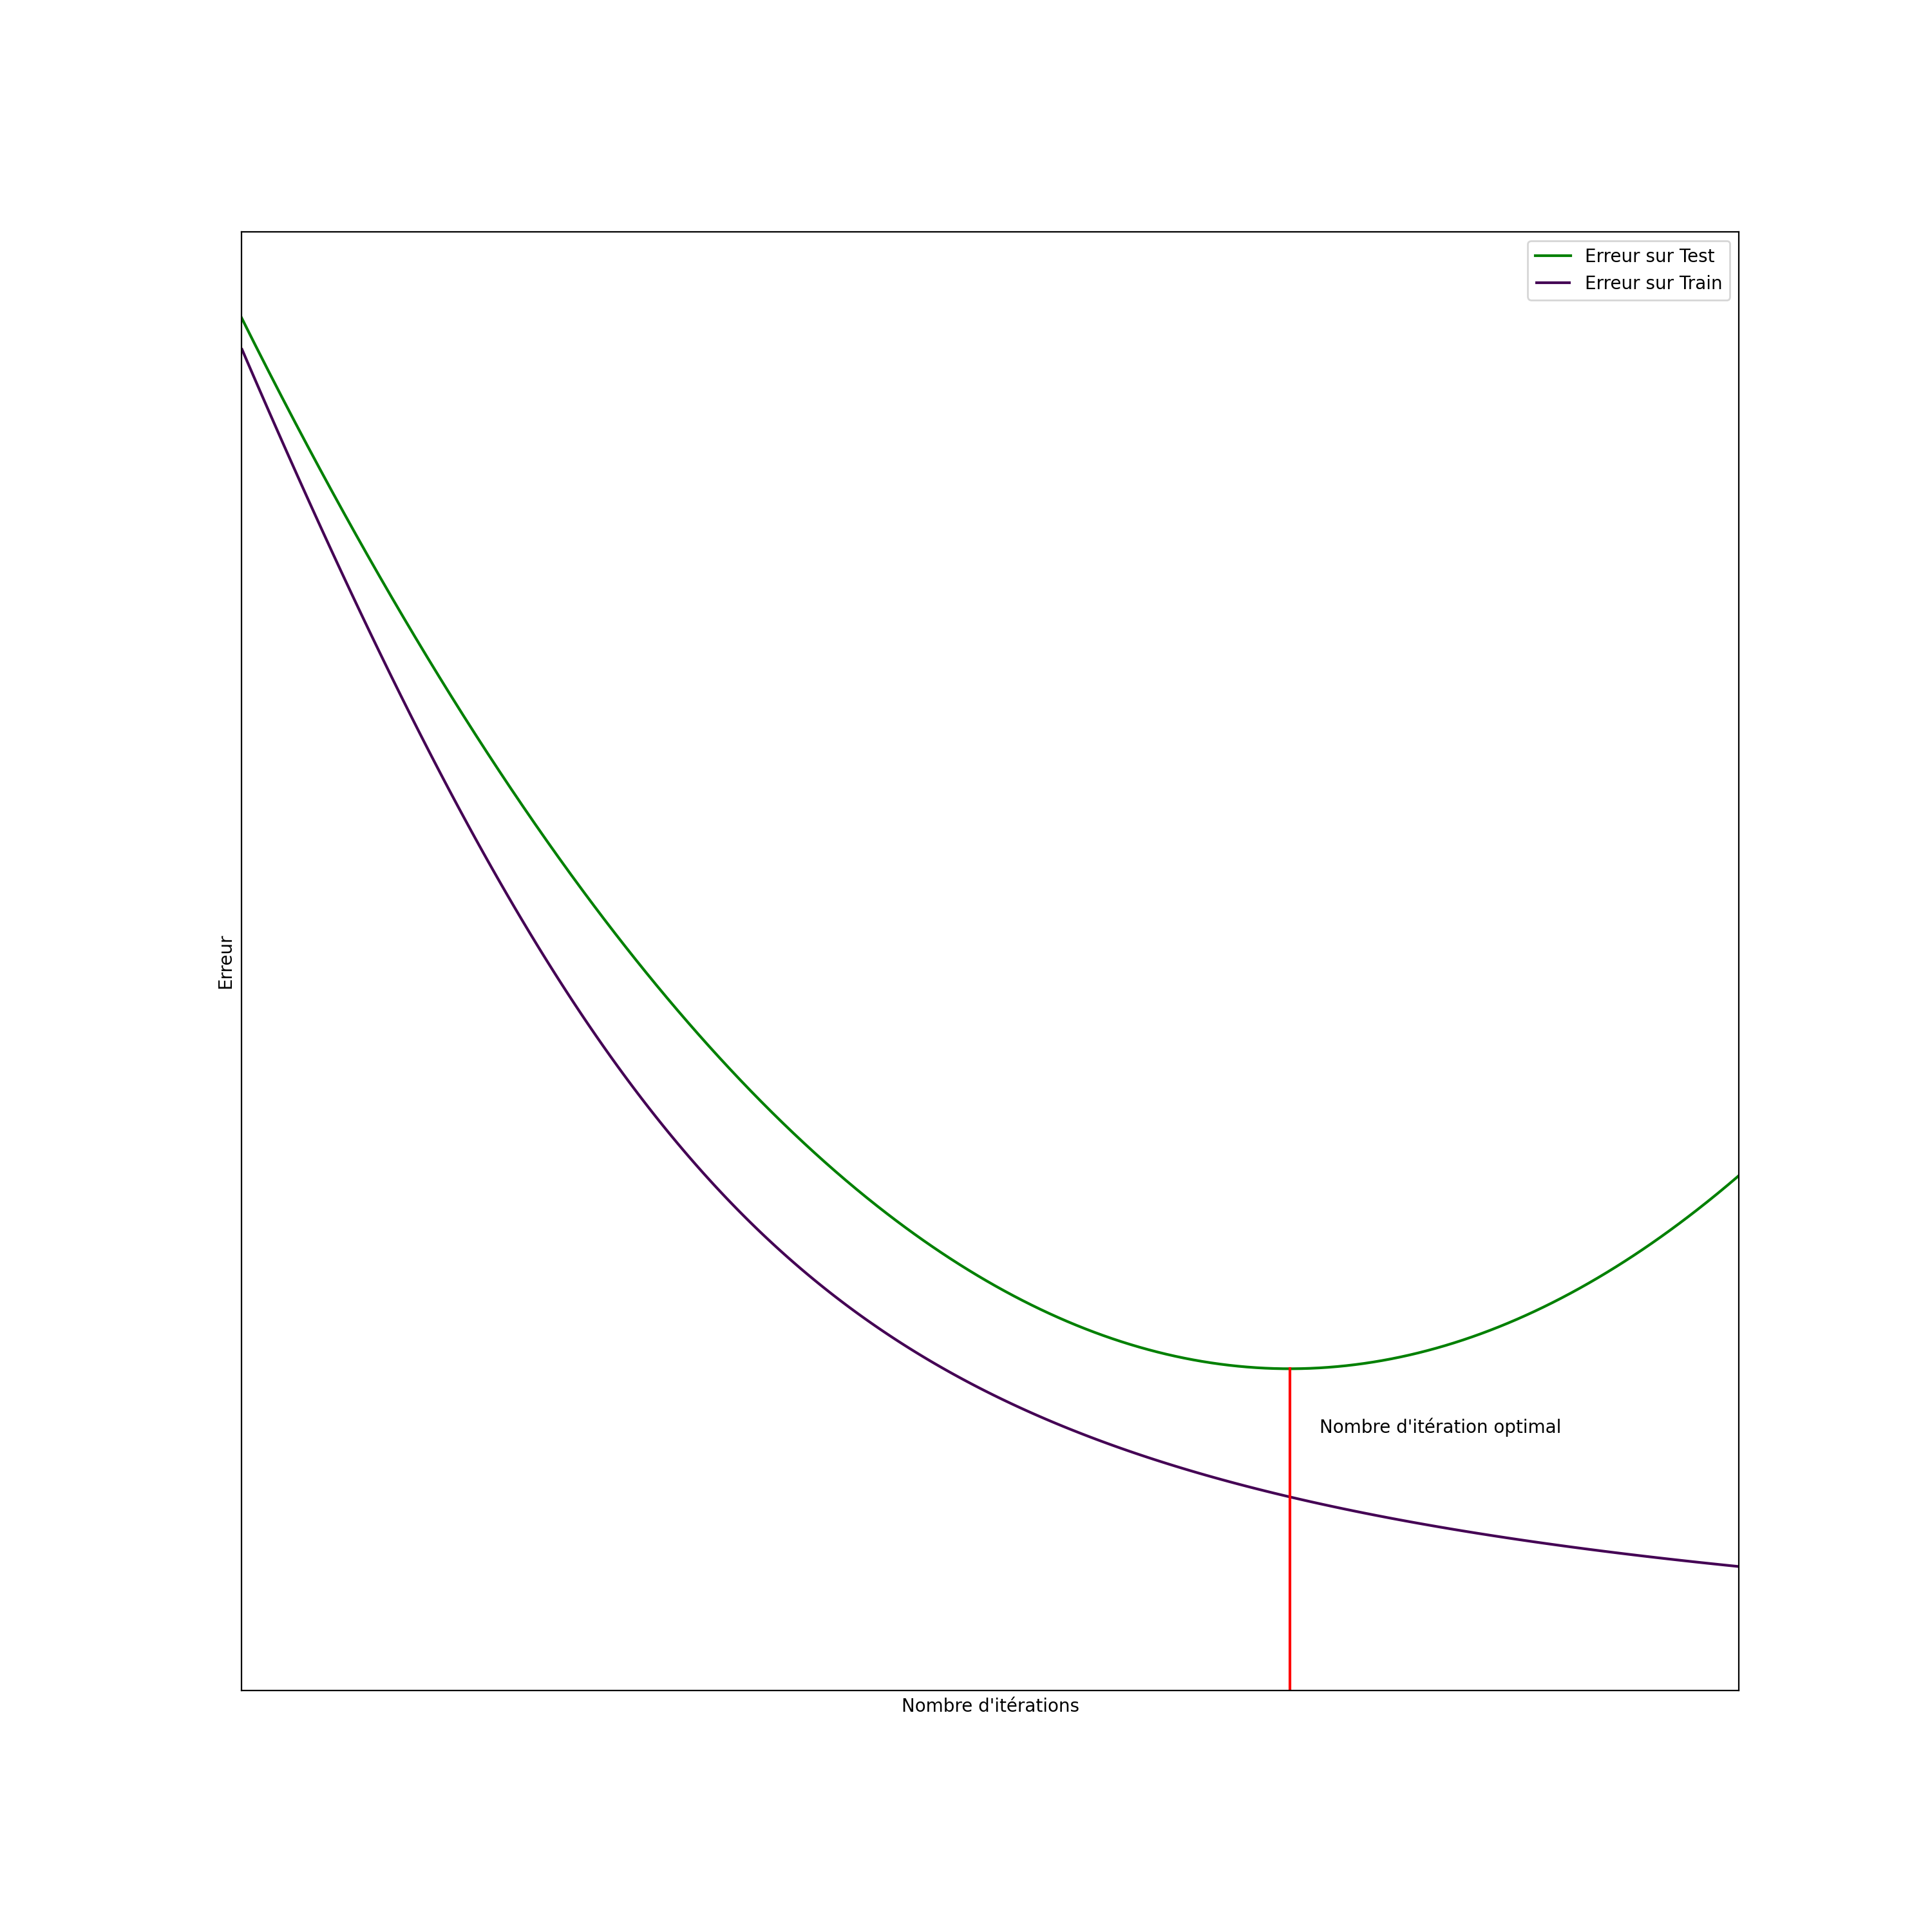 Erreur sur Test
Erreur sur Train
Erreur
Nombre d'itération optimal
Nombre d'itérations